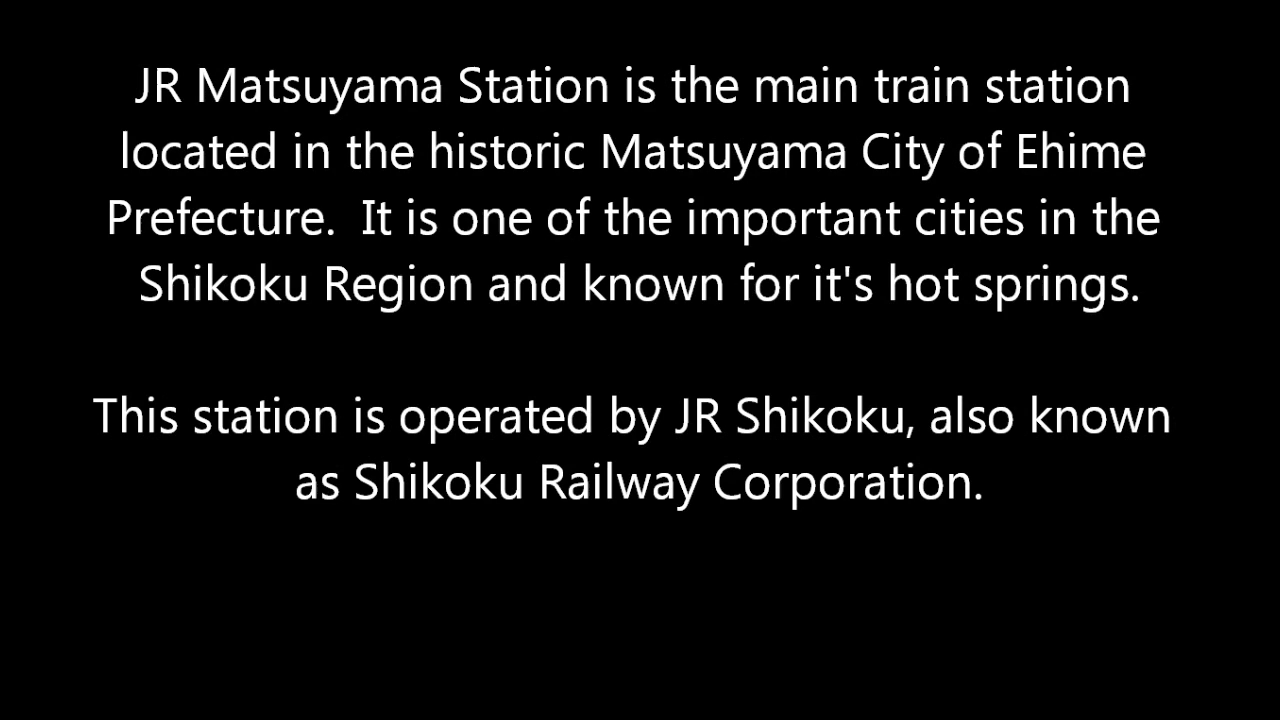 JR Matsuyama Station is the main train station
located in the historic Matsuyama City of Ehime
Prefecture.  It is one of the important cities in the
Shikoku Region and known for it's hot springs.
This station is operated by JR Shikoku, also known
as Shikoku Railway Corporation.